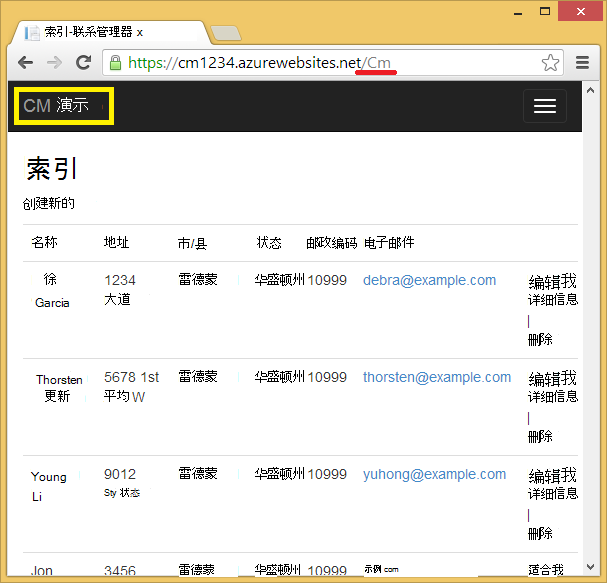 索引-联系管理器 x
https://cm1234.azurewebsites.net/Cm
CM 演示
索引
创建新的
名称 地址 市/县 状态 邮政编码 电子邮件
徐 1234 雷德蒙 华盛顿州 10999 debra@example.com 编辑我
Garcia 大道 详细信息
|
删除
Thorsten 5678 1st 雷德蒙 华盛顿州 10999 thorsten@example.com 编辑我
更新 平均 W 详细信息
|
删除
Young 9012 雷德蒙 华盛顿州 10999 yuhong@example.com 编辑我
Li Sty 状态 详细信息
|
删除
Jon 3456 雷德蒙 华盛顿州 10999 示例 com 适合我